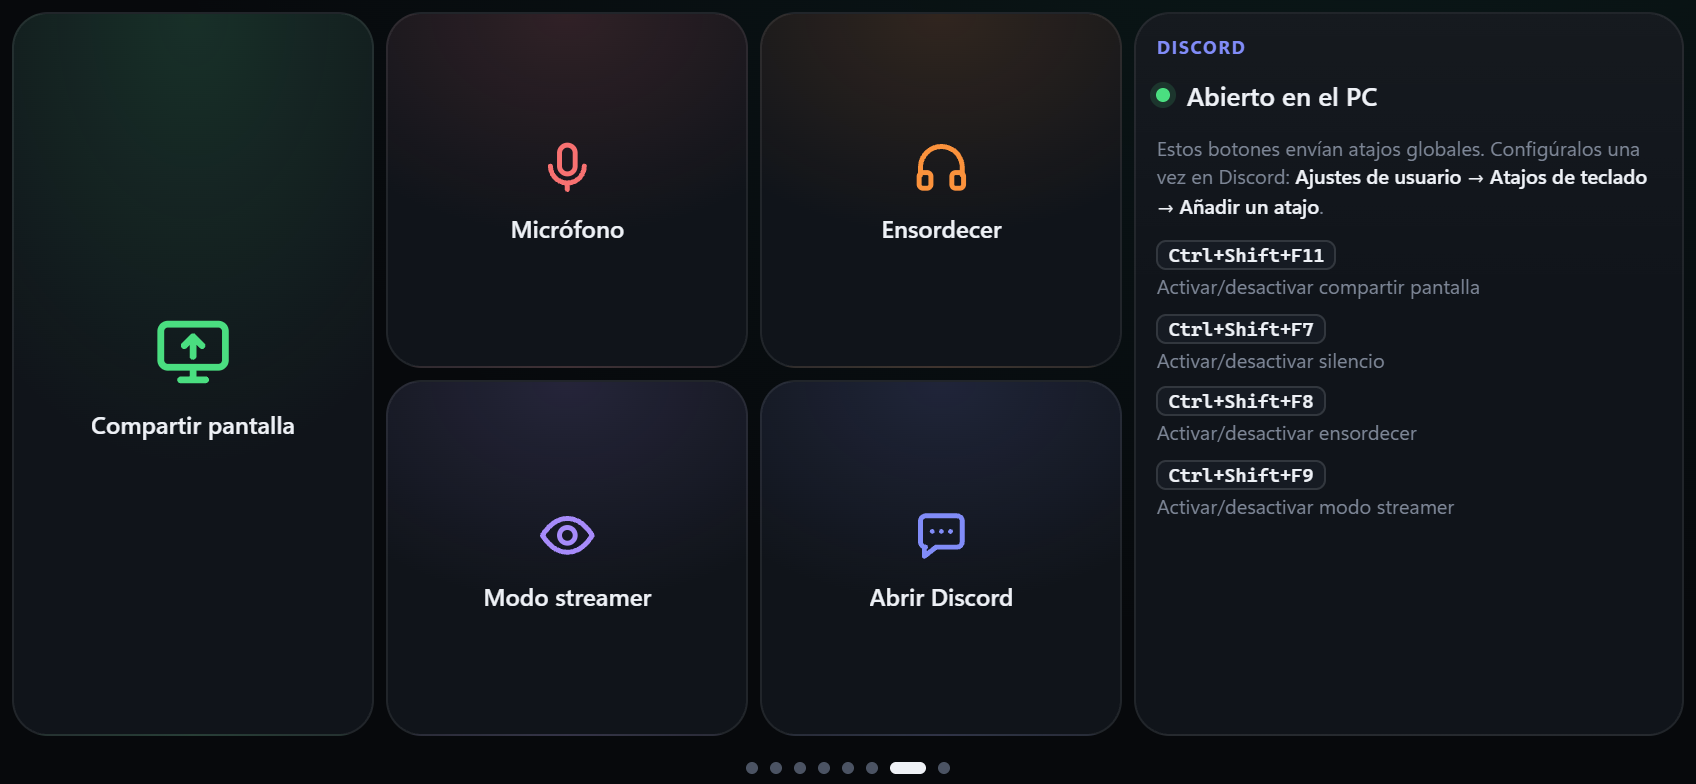 Compartir pantalla
Micrófono
Ensordecer
Modo streamer
Abrir Discord
DISCORD
Abierto en el PC
Estos botones envían atajos globales. Configúralos una
vez en Discord: Ajustes de usuario → Atajos de teclado
→ Añadir un atajo.
Ctrl+Shift+F11
Activar/desactivar compartir pantalla
Ctrl+Shift+F7
Activar/desactivar silencio
Ctrl+Shift+F8
Activar/desactivar ensordecer
Ctrl+Shift+F9
Activar/desactivar modo streamer